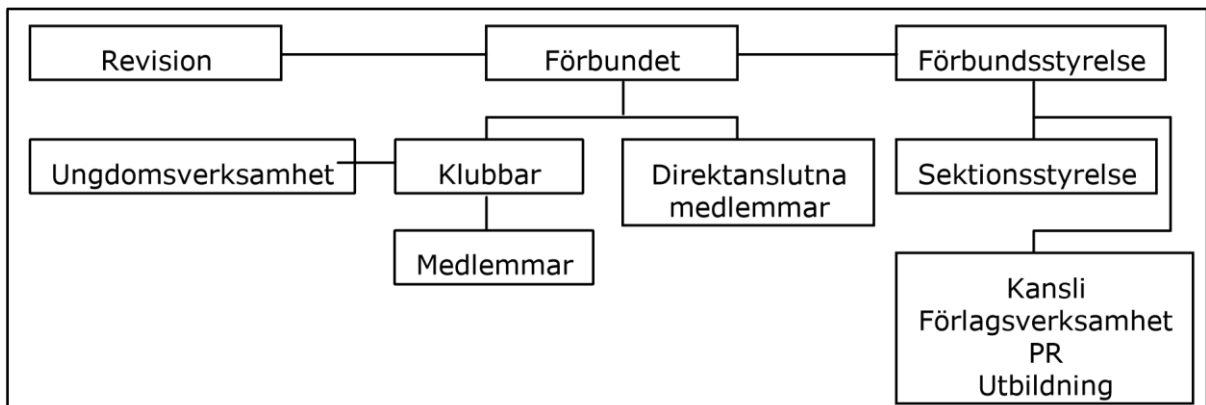 Revision
Förbundet
Förbundsstyrelse
Ungdomsverksamhet
Klubbar
Direktanslutna
medlemmar
Sektionsstyrelse
Medlemmar
Kansli
Förlagsverksamhet
PR
Utbildning